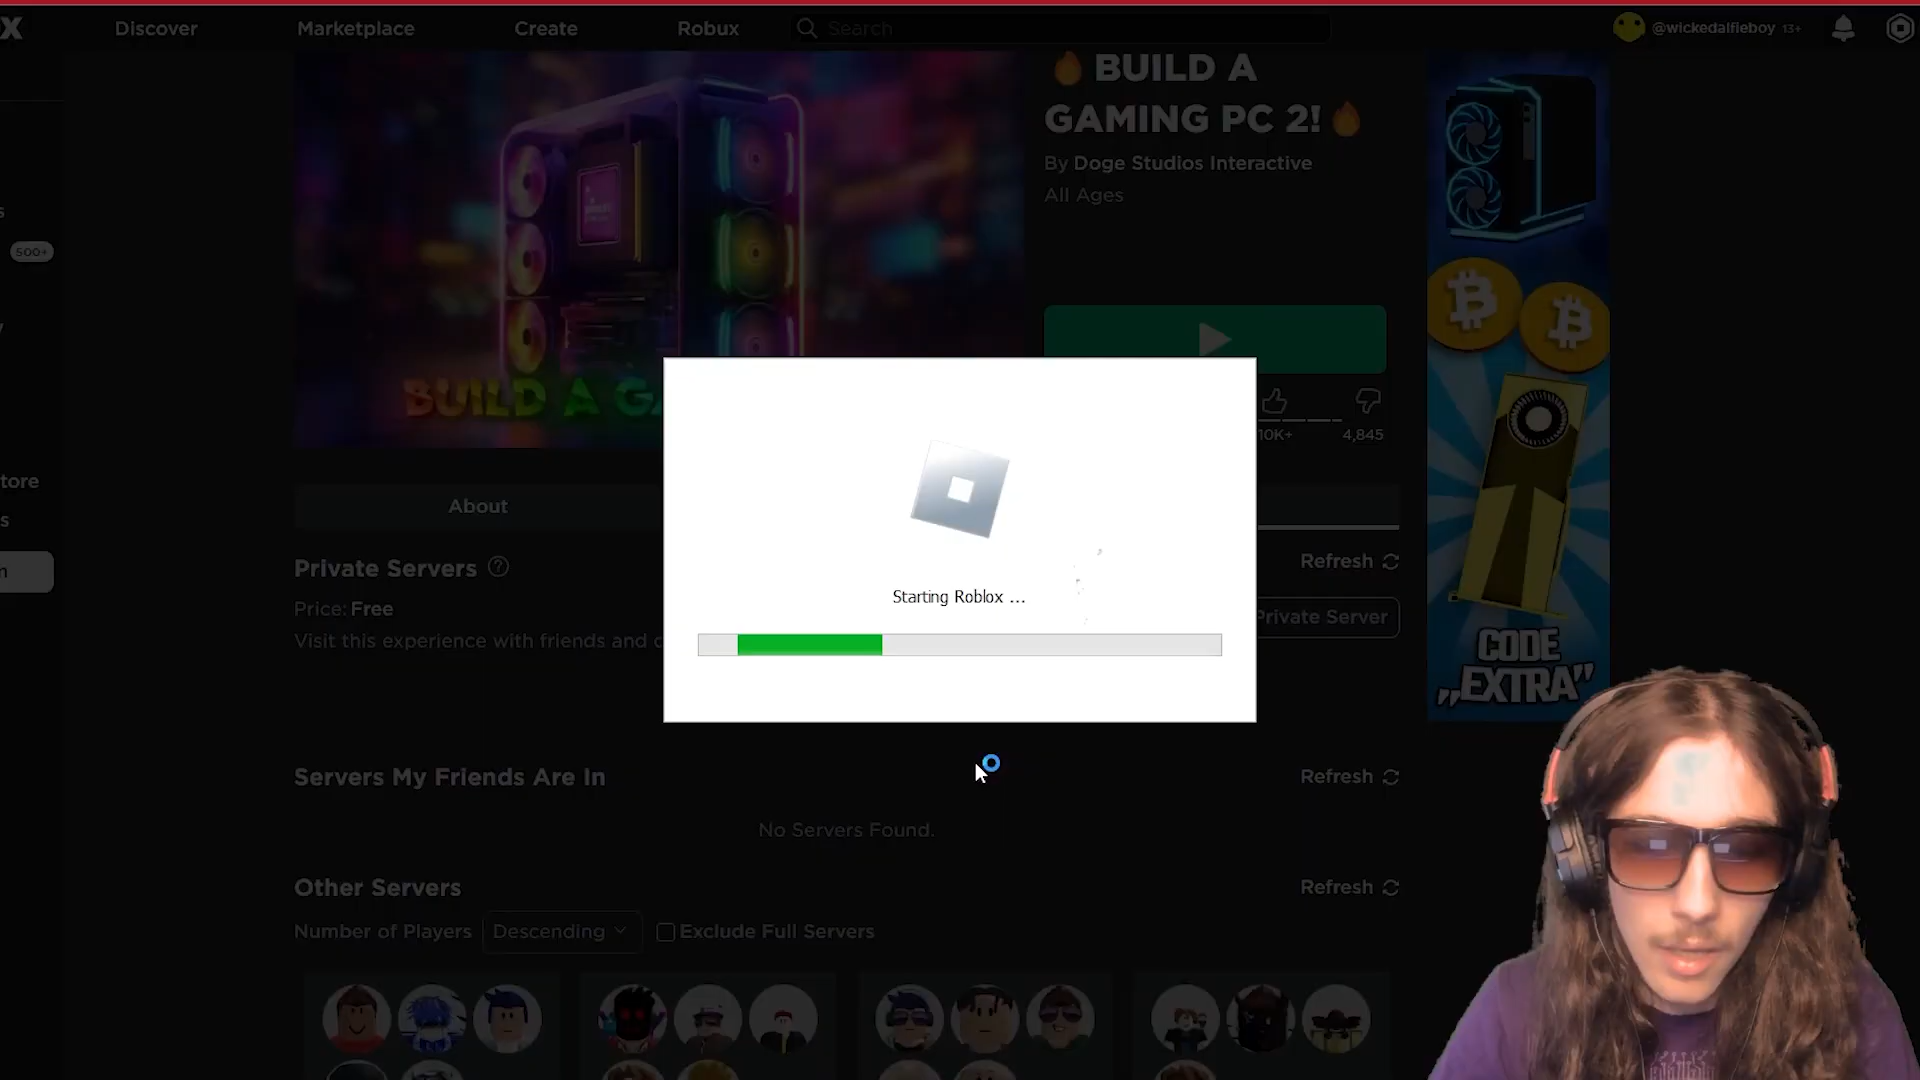 Discover
Marketplace
Create
Robux
Search
@wickedalfieboy 13+
🔥 BUILD A
GAMING PC 2! 🔥
By Doge Studios Interactive
All Ages
500+
BUILD A GA
10K+
4,845
tore
About
Private Servers
Refresh
Price: Free
Private Server
Visit this experience with friends and c
Starting Roblox ...
CODE
„EXTRA”
Servers My Friends Are In
Refresh
No Servers Found.
Other Servers
Refresh
Number of Players
Descending
Exclude Full Servers